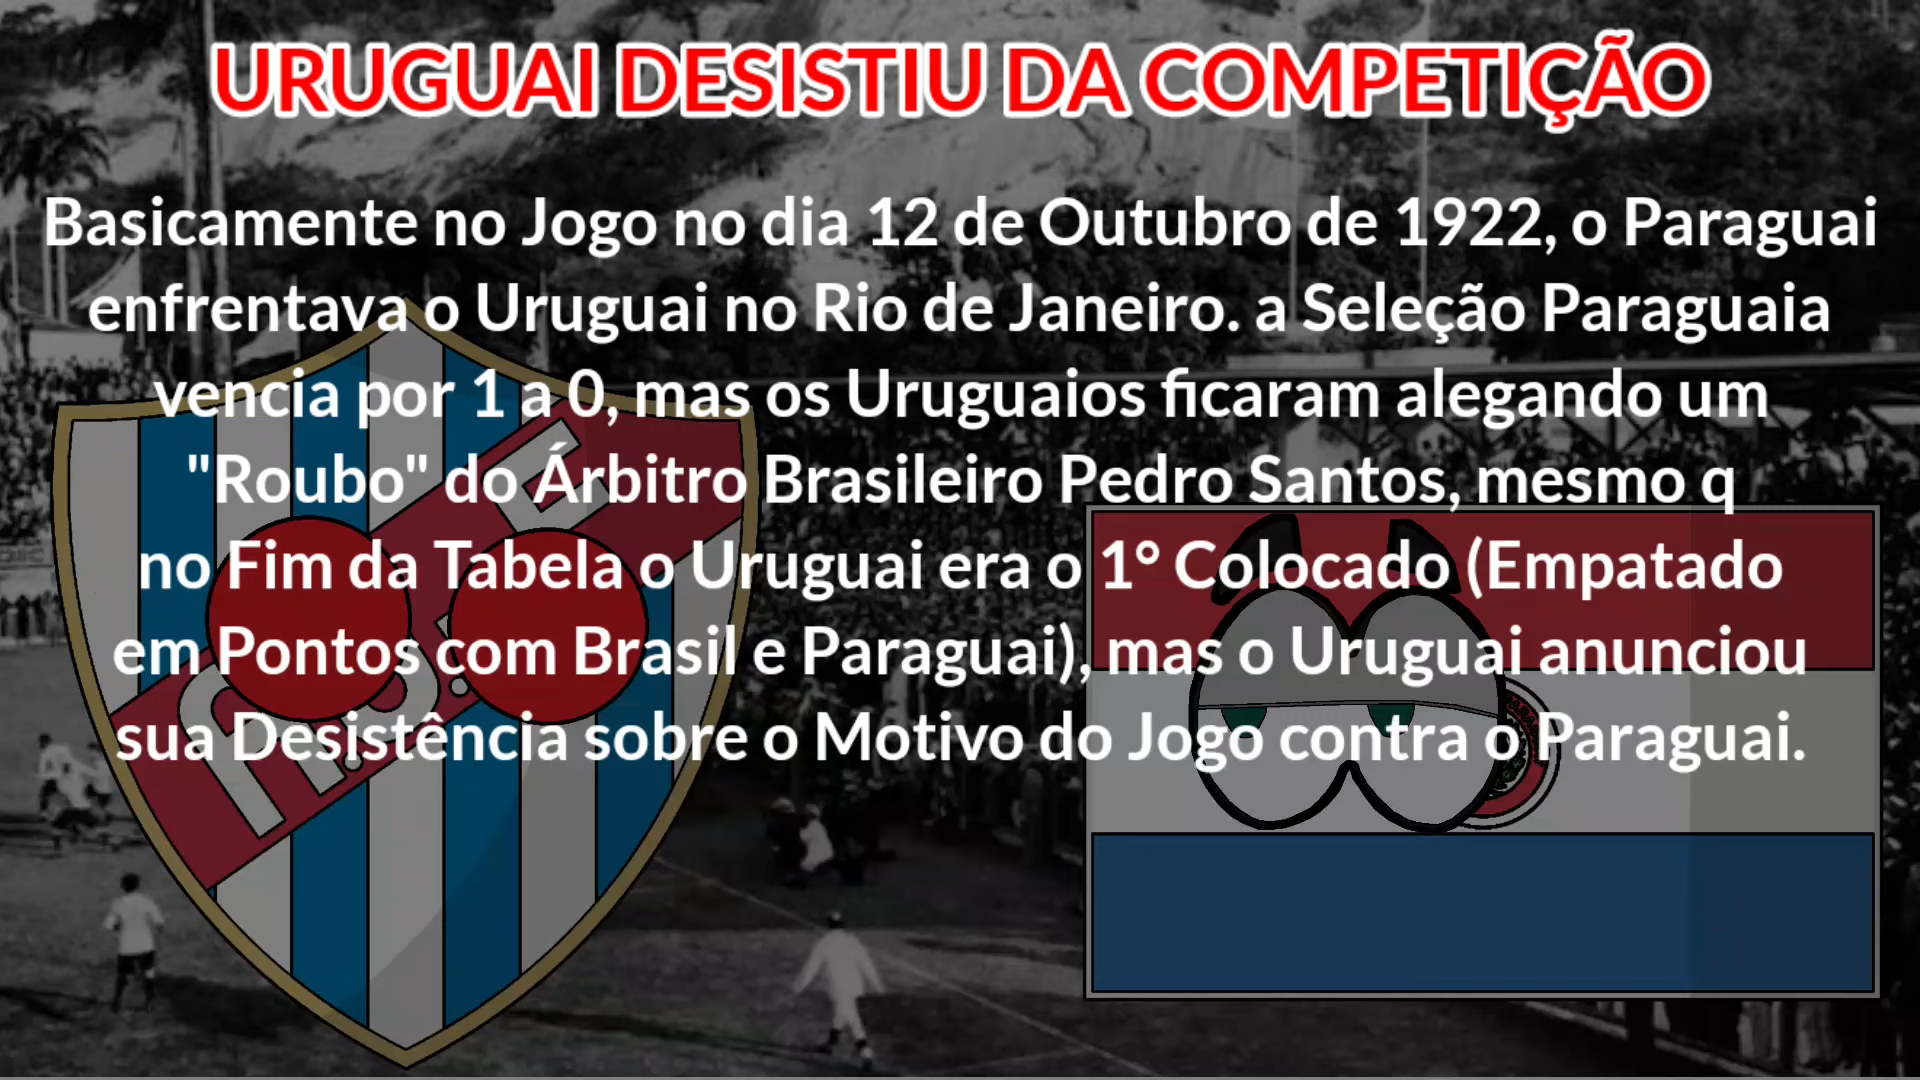 URUGUAI DESISTIU DA COMPETIÇÃO
Basicamente no Jogo no dia 12 de Outubro de 1922, o Paraguai
enfrentava o Uruguai no Rio de Janeiro. a Seleção Paraguaia
vencia por 1 a 0, mas os Uruguaios ficaram alegando um
"Roubo" do Árbitro Brasileiro Pedro Santos, mesmo q
no Fim da Tabela o Uruguai era o 1° Colocado (Empatado
em Pontos com Brasil e Paraguai), mas o Uruguai anunciou
sua Desistência sobre o Motivo do Jogo contra o Paraguai.